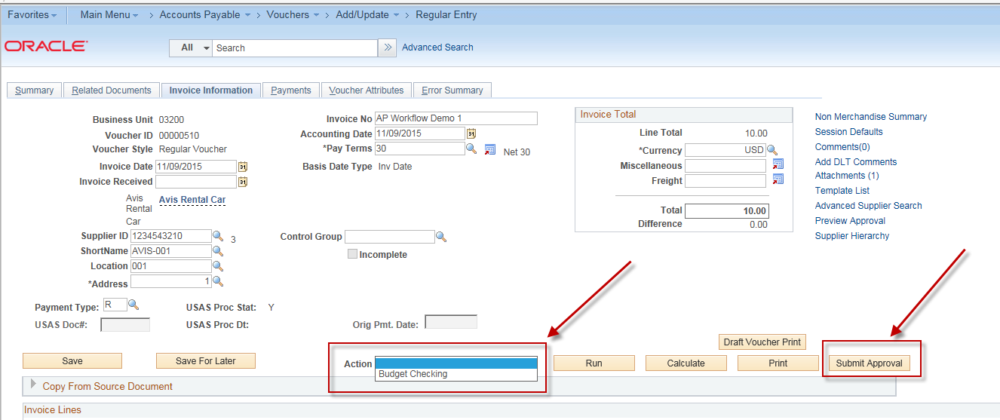 Favorites Main Menu > Accounts Payable > Vouchers > Add/Update > Regular Entry
ORACLE
All Search Advanced Search
Summary Related Documents Invoice Information Payments Voucher Attributes Error Summary
Business Unit 03200
Voucher ID 00000510
Voucher Style Regular Voucher
Invoice Date 11/09/2015
Invoice Received
Avis Rental Car Avis Rental Car
Supplier ID 1234543210 3
ShortName AVIS-001
Location 001
*Address 1
Invoice No AP Workflow Demo 1
Accounting Date 11/09/2015
*Pay Terms 30 Net 30
Basis Date Type Inv Date
Control Group
Incomplete
Invoice Total
Line Total 10.00
*Currency USD
Miscellaneous
Freight
Total 10.00
Difference 0.00
Non Merchandise Summary
Session Defaults
Comments(0)
Add DLT Comments
Attachments (1)
Template List
Advanced Supplier Search
Preview Approval
Supplier Hierarchy
Payment Type: R USAS Proc Stat: Y
USAS Doc#: USAS Proc Dt: Orig Pmt. Date:
Draft Voucher Print
Save Save For Later Action Run Calculate Print Submit Approval
Budget Checking
Copy From Source Document
Invoice Lines